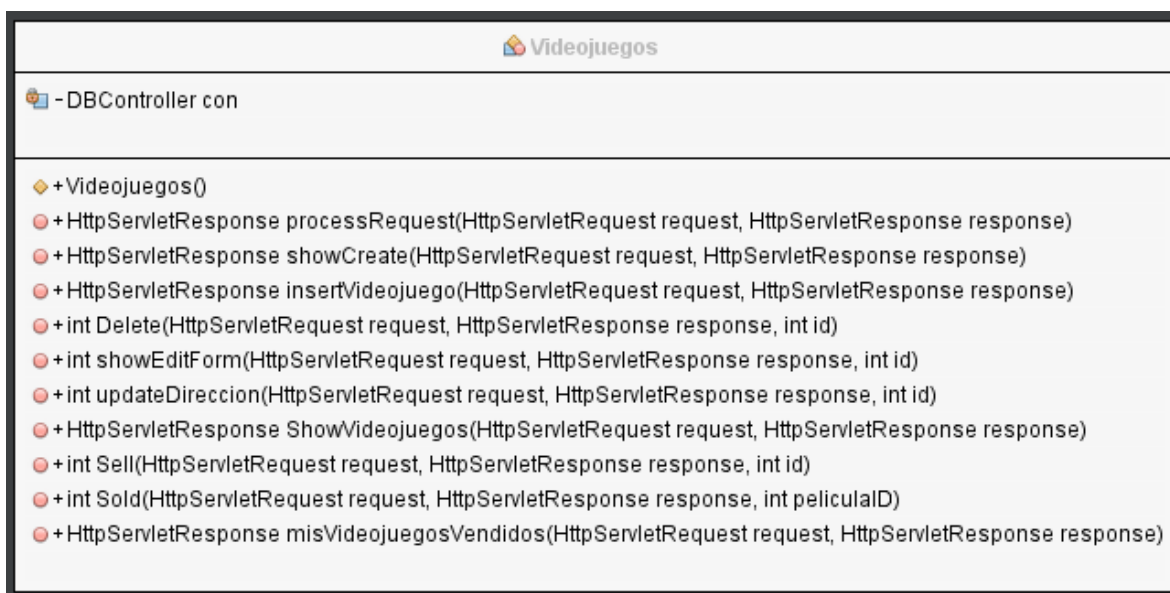 Videojuegos
-DBController con
+Videojuegos()
+HttpServletResponse processRequest(HttpServletRequest request, HttpServletResponse response)
+HttpServletResponse showCreate(HttpServletRequest request, HttpServletResponse response)
+HttpServletResponse insertVideojuego(HttpServletRequest request, HttpServletResponse response)
+int Delete(HttpServletRequest request, HttpServletResponse response, int id)
+int showEditForm(HttpServletRequest request, HttpServletResponse response, int id)
+int updateDireccion(HttpServletRequest request, HttpServletResponse response, int id)
+HttpServletResponse ShowVideojuegos(HttpServletRequest request, HttpServletResponse response)
+int Sell(HttpServletRequest request, HttpServletResponse response, int id)
+int Sold(HttpServletRequest request, HttpServletResponse response, int peliculaID)
+HttpServletResponse misVideojuegosVendidos(HttpServletRequest request, HttpServletResponse response)